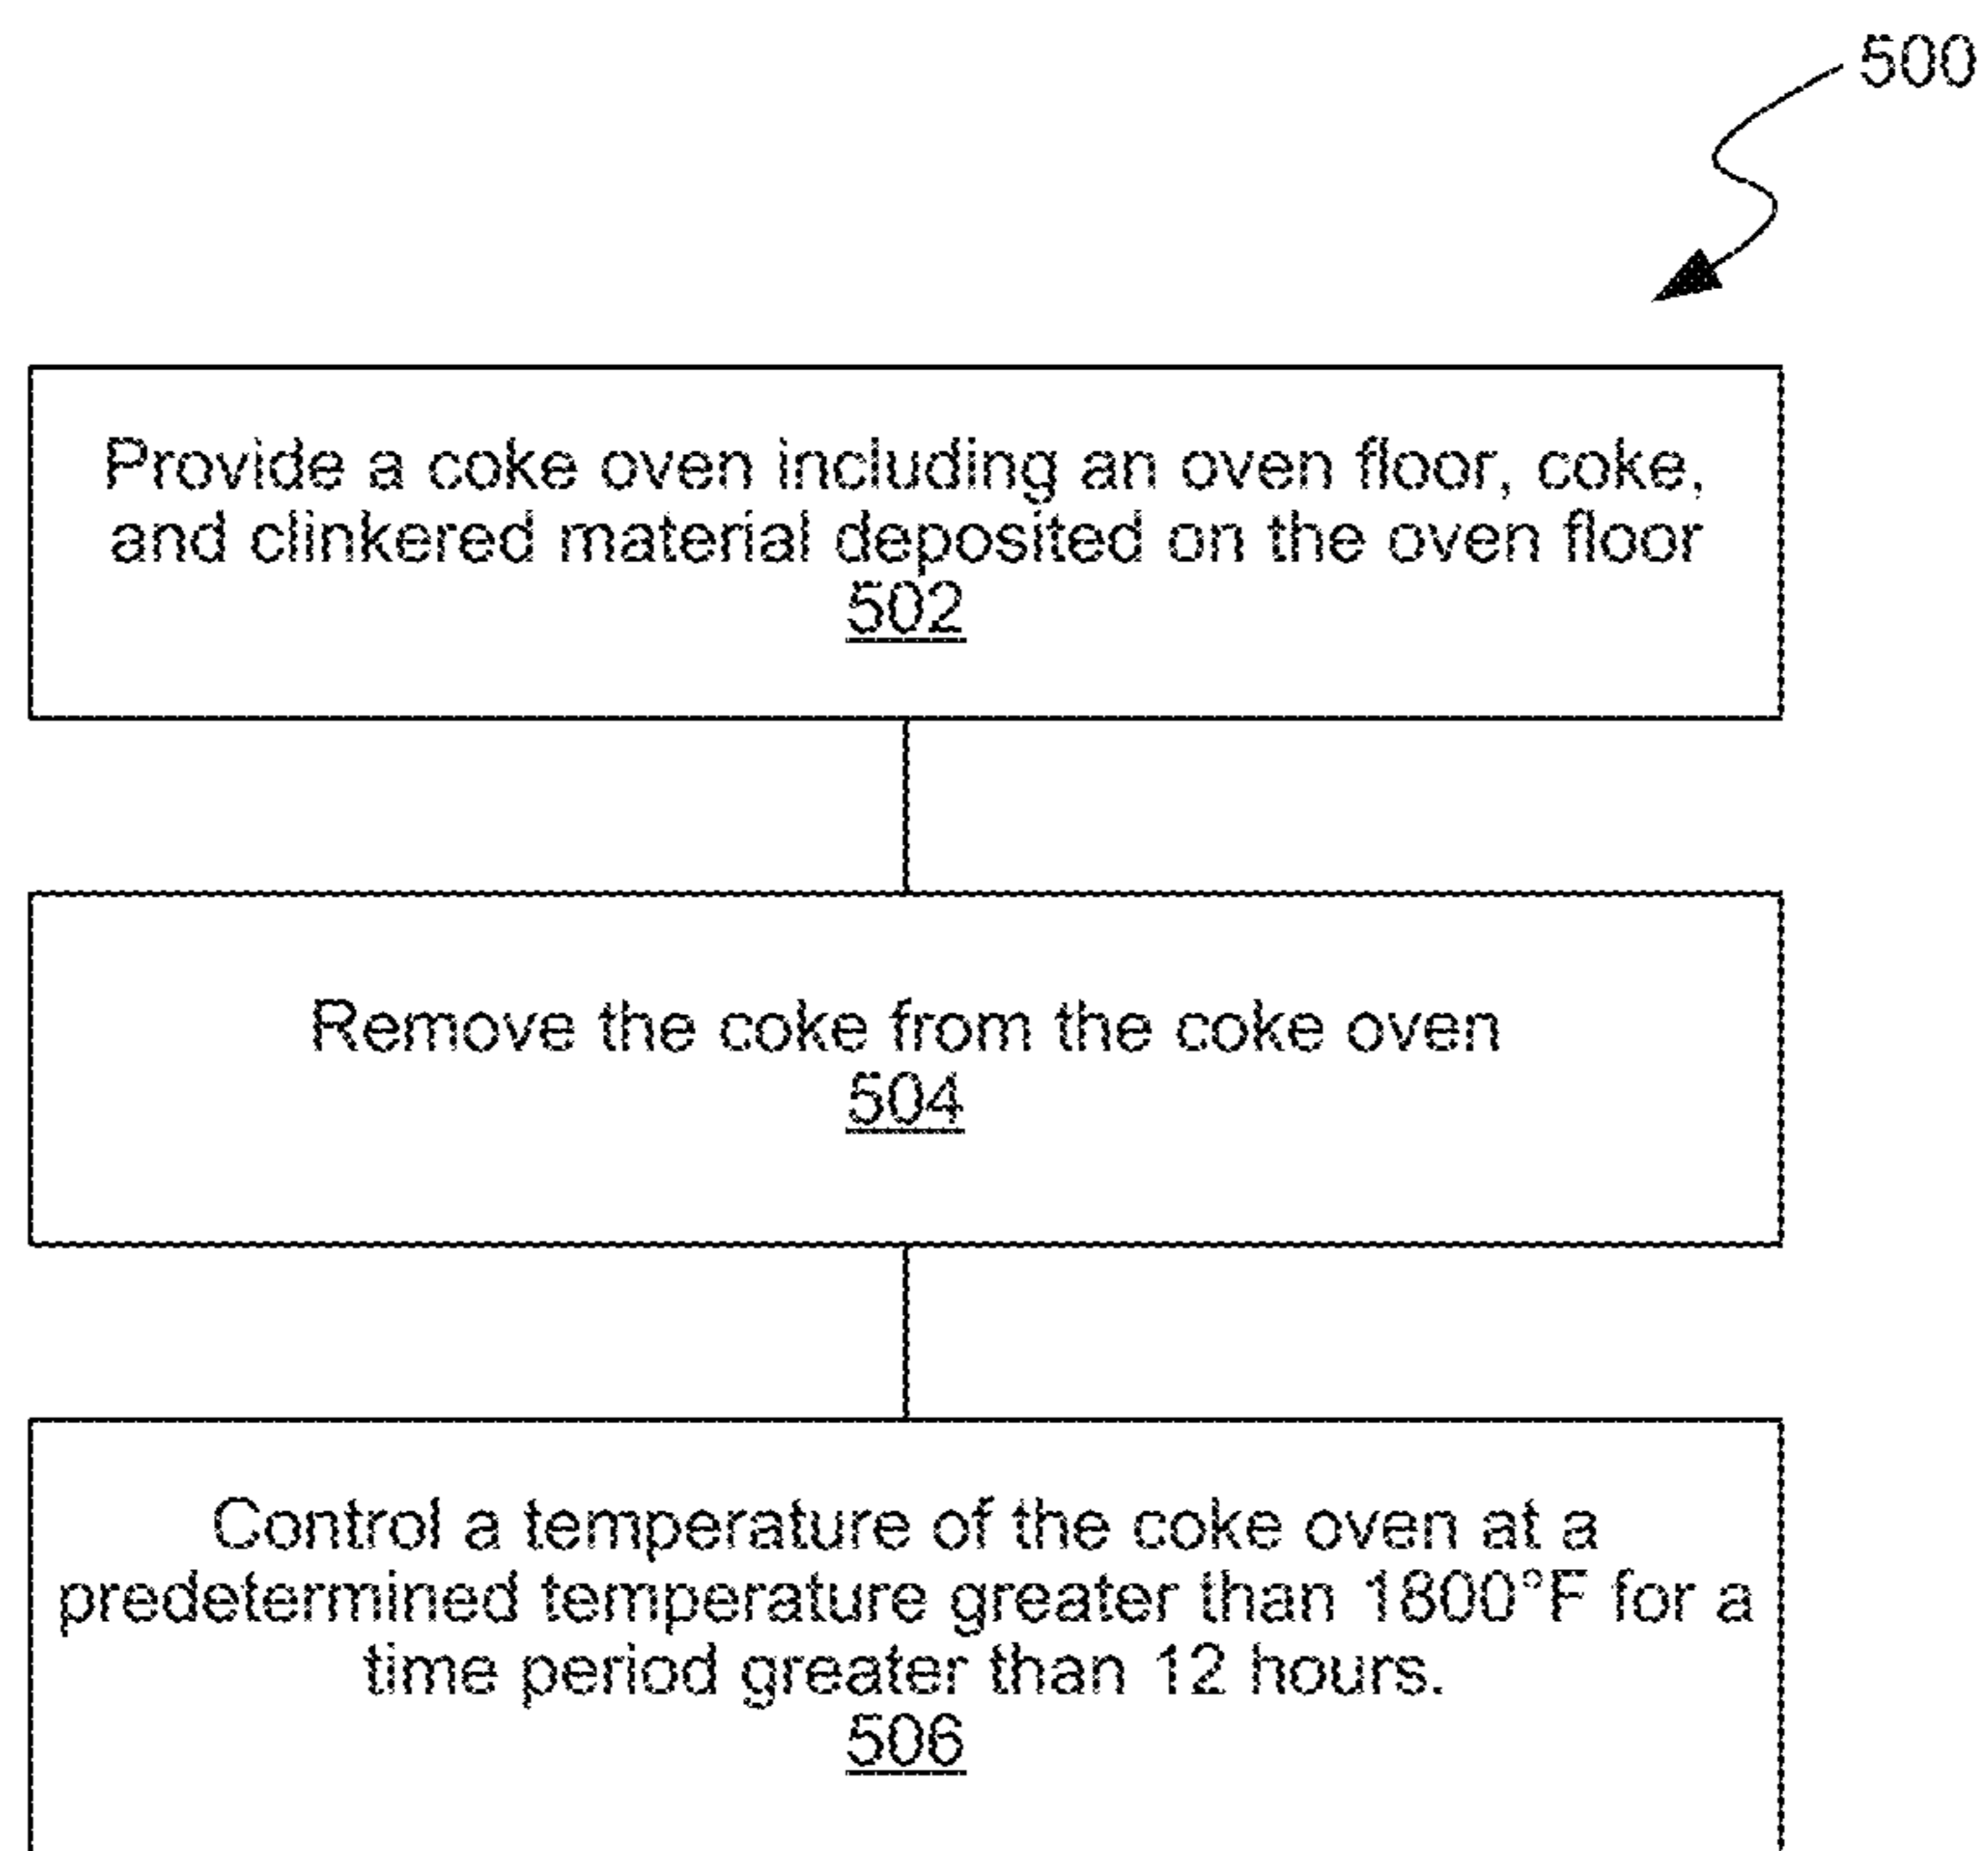 500
Provide a coke oven including an oven floor, coke,
and clinkered material deposited on the oven floor
502
Remove the coke from the coke oven
504
Control a temperature of the coke oven at a
predetermined temperature greater than 1800°F for a
time period greater than 12 hours.
506